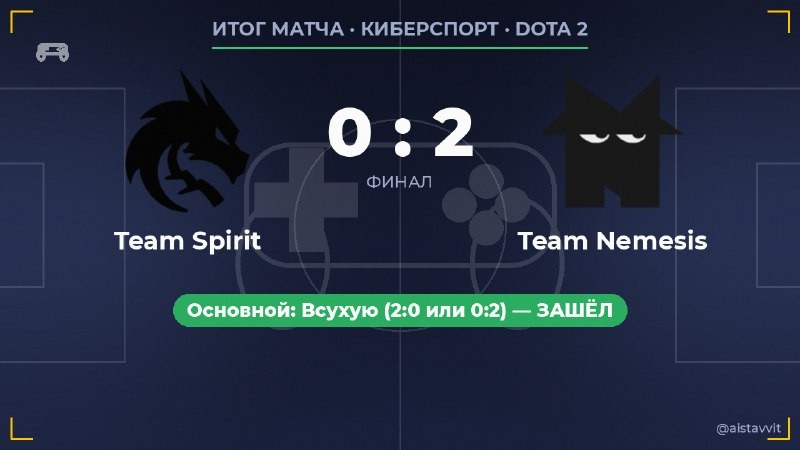 ИТОГ МАТЧА · КИБЕРСПОРТ · DOTA 2
0 : 2
ФИНАЛ
Team Spirit
Team Nemesis
Основной: Всухую (2:0 или 0:2) — ЗАШЁЛ
@aistavvit